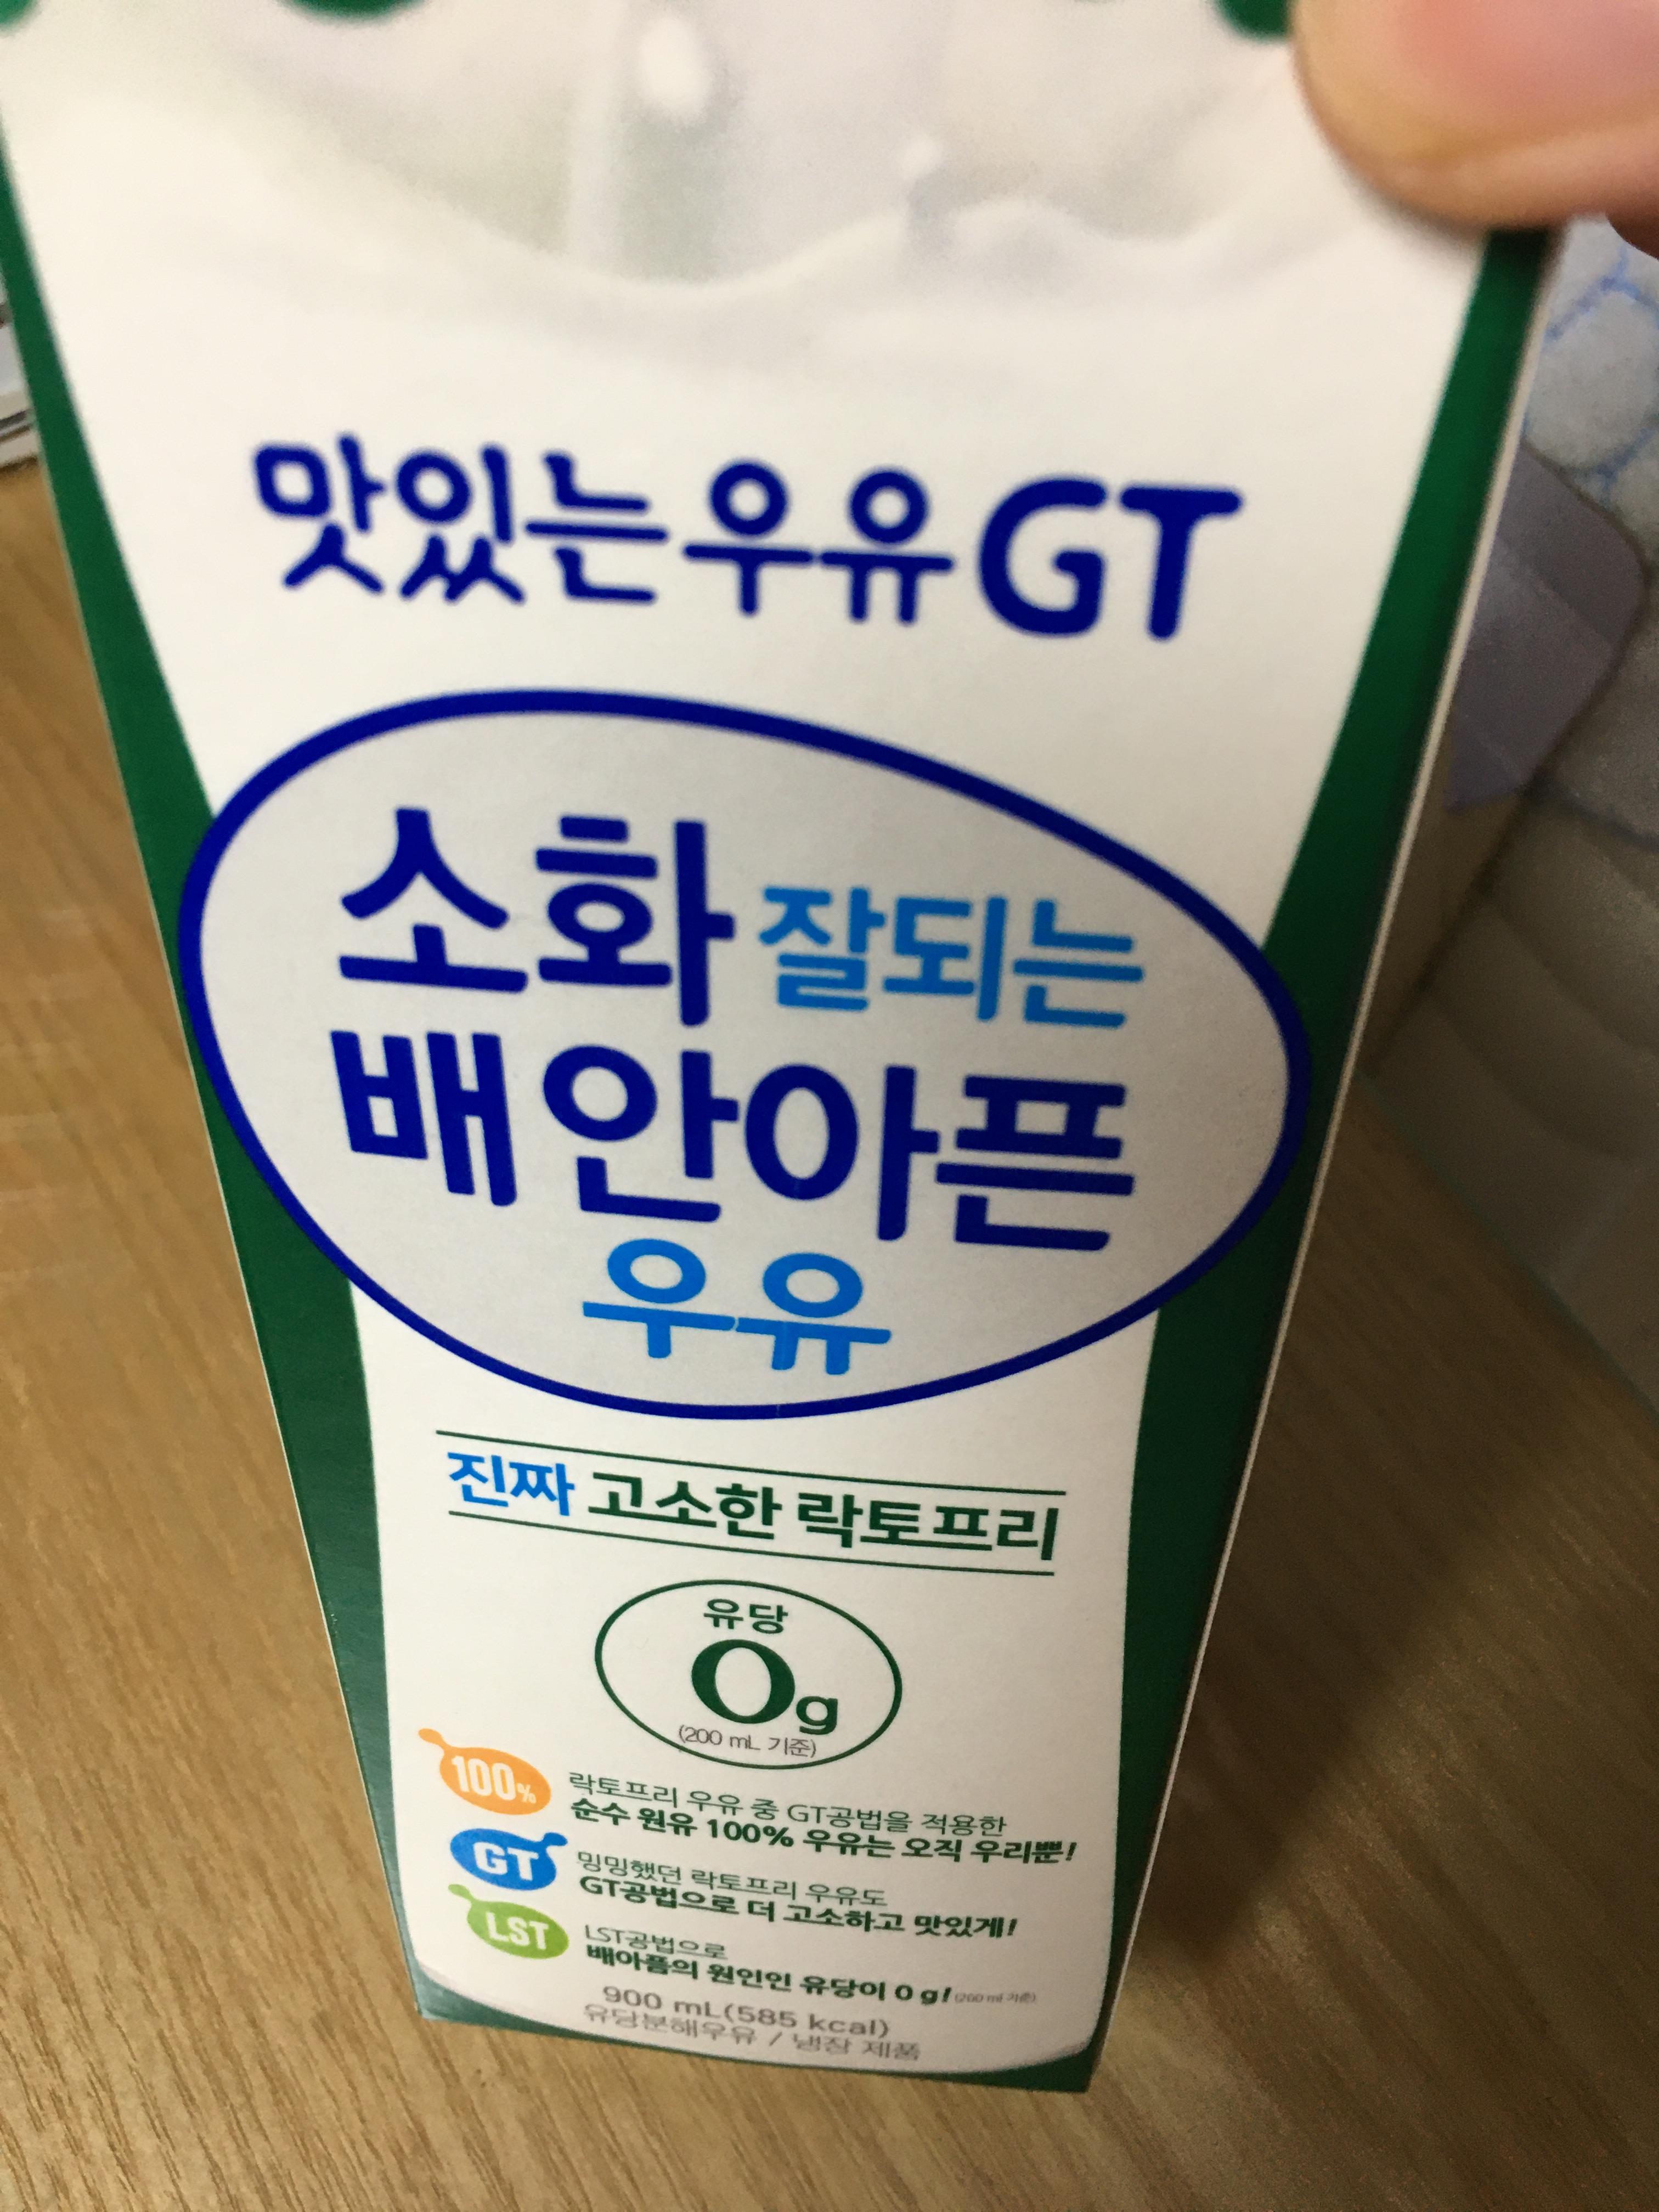 맛있는우유GT
소화 잘되는
배안아픈
우유
진짜 고소한 락토프리
유당
0g
(200 mL 기준)
100%
락토프리 우유 중 GT공법을 적용한
순수 원유 100% 우유는 오직 우리뿐!
GT
밍밍했던 락토프리 우유도
GT공법으로 더 고소하고 맛있게!
LST
LST공법으로
배아픔의 원인인 유당이 0 g! (200 ml 기준)
900 mL(585 kcal)
유당분해우유 / 냉장 제품